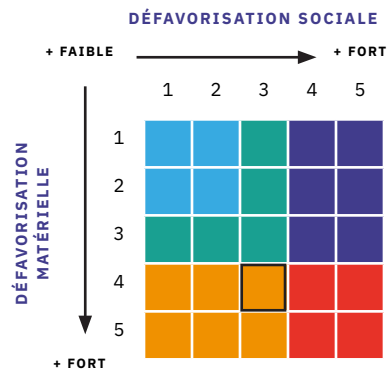 DÉFAVORISATION SOCIALE
+ FAIBLE
+ FORT
1 2 3 4 5
DÉFAVORISATION
MATÉRIELLE
1
2
3
4
5
+ FORT